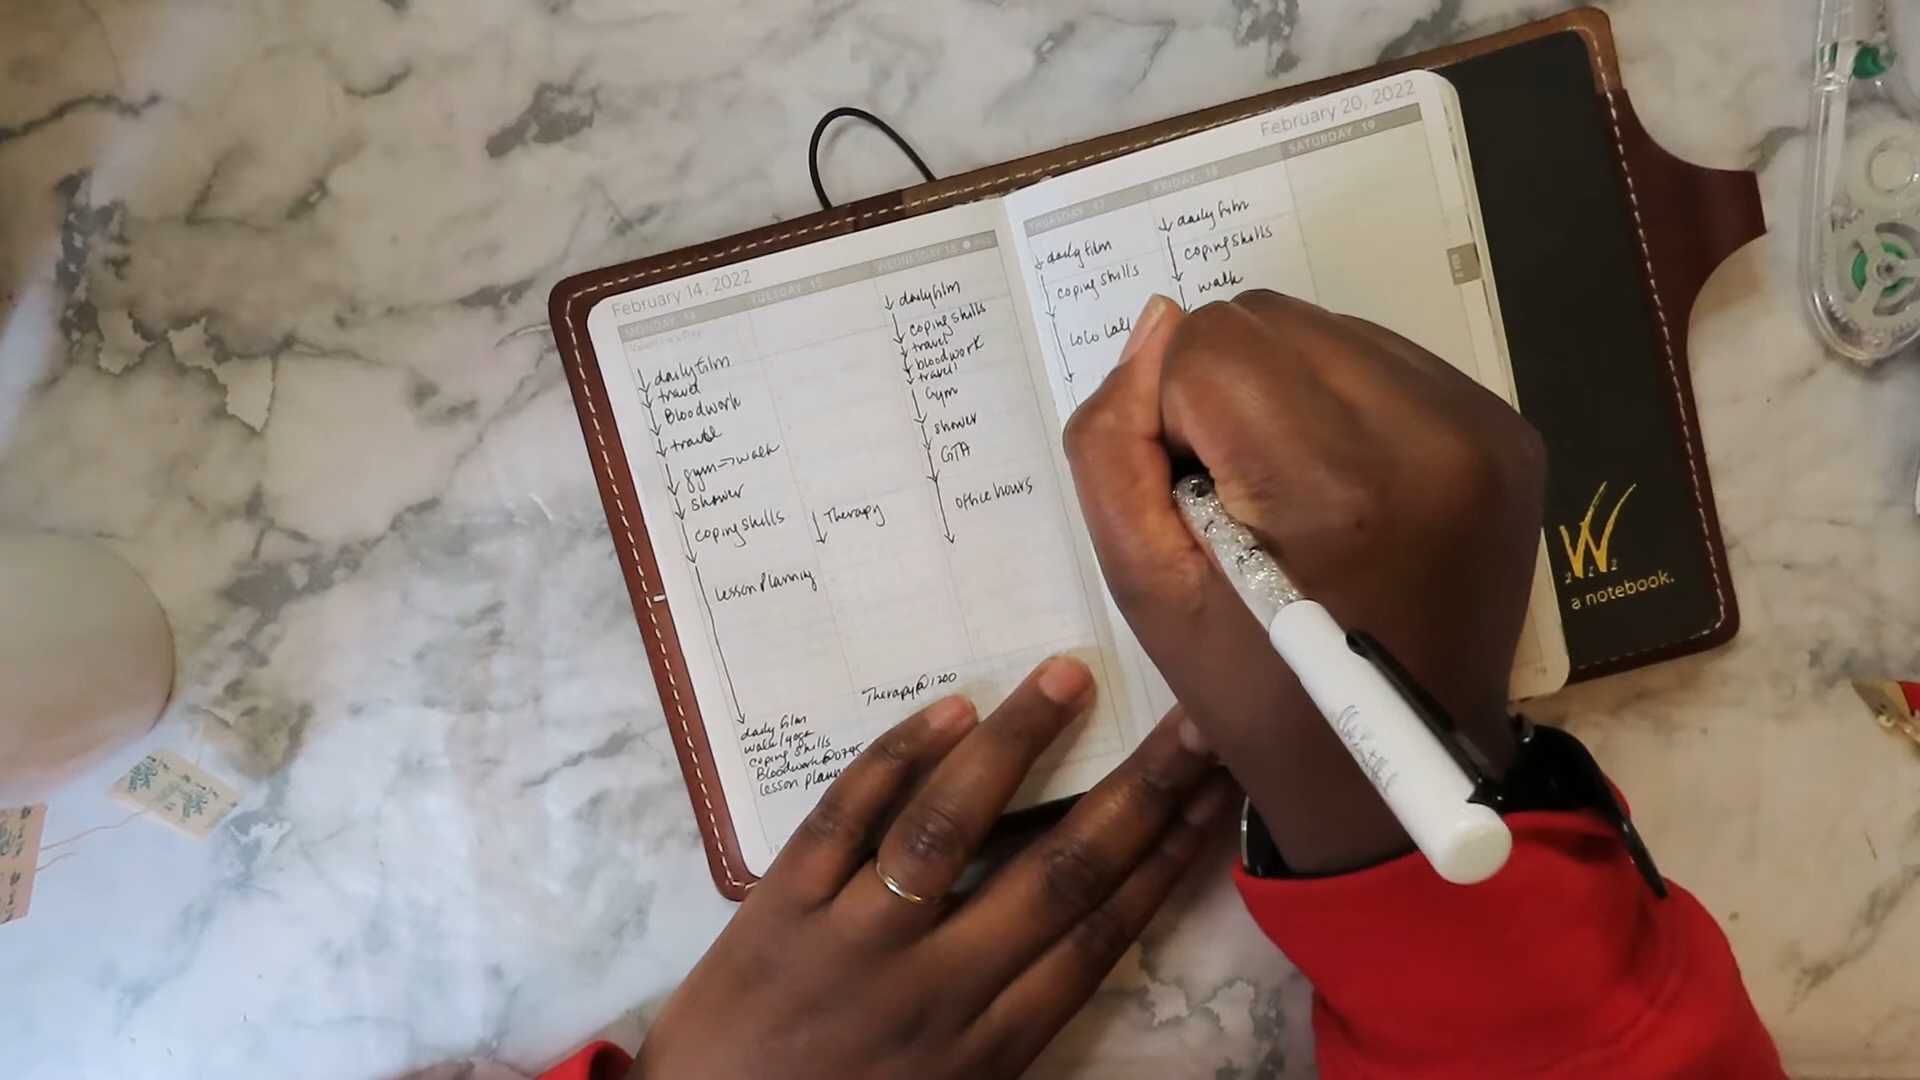 February 14, 2022
MONDAY 14
Valentine's Day
daily film
travel
Bloodwork
travel
gym → walk
shower
coping skills
lesson planning
daily film
walk/yoga
coping skills
Bloodwork@0745
lesson
TUESDAY 15
Therapy
Therapy@1200
WEDNESDAY 16
daily film
coping skills
travel
bloodwork
travel
Gym
shower
GTA
office hours
February 20, 2022
THURSDAY 17
daily film
coping skills
FRIDAY 18
daily film
coping skills
walk
SATURDAY 19
W
222
a notebook.